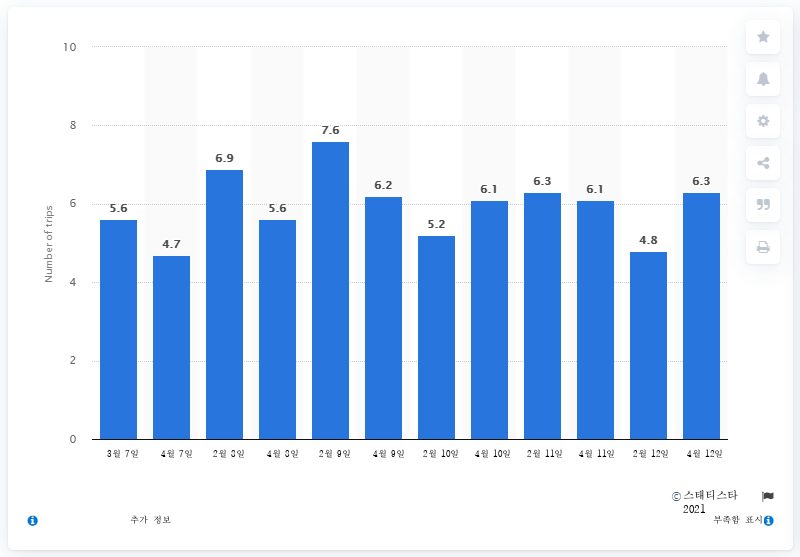 10
8
6
4
2
0
Number of trips
5.6
4.7
6.9
5.6
7.6
6.2
5.2
6.1
6.3
6.1
4.8
6.3
3월 7일
4월 7일
2월 8일
4월 8일
2월 9일
4월 9일
2월 10일
4월 10일
2월 11일
4월 11일
2월 12일
4월 12일
© 스태티스타
2021
추가 정보
부족함 표시